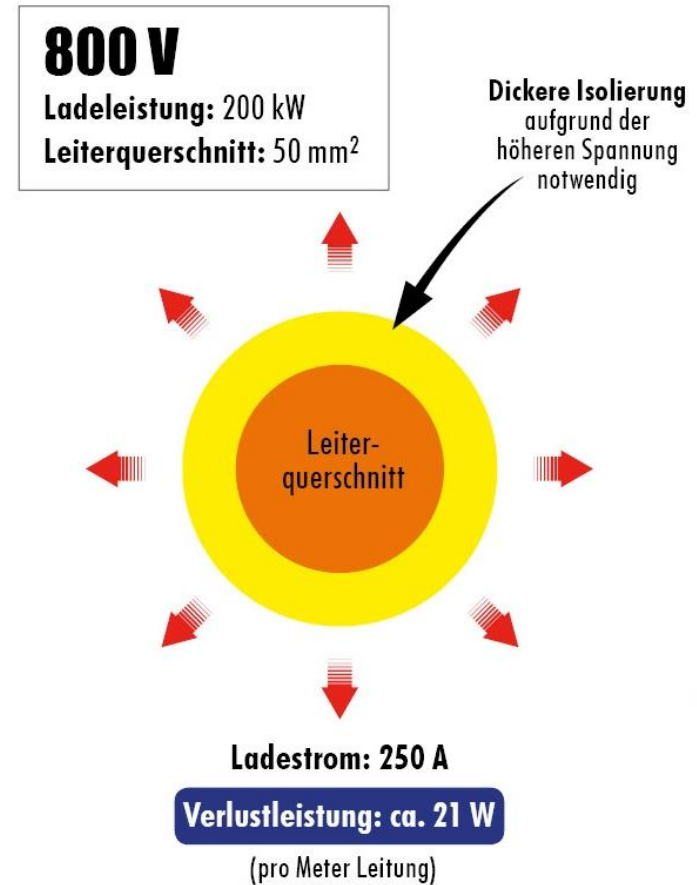 800 V
Ladeleistung: 200 kW
Leiterquerschnitt: 50 mm²
Dickere Isolierung
aufgrund der
höheren Spannung
notwendig
Leiter-
querschnitt
Ladestrom: 250 A
Verlustleistung: ca. 21 W
(pro Meter Leitung)